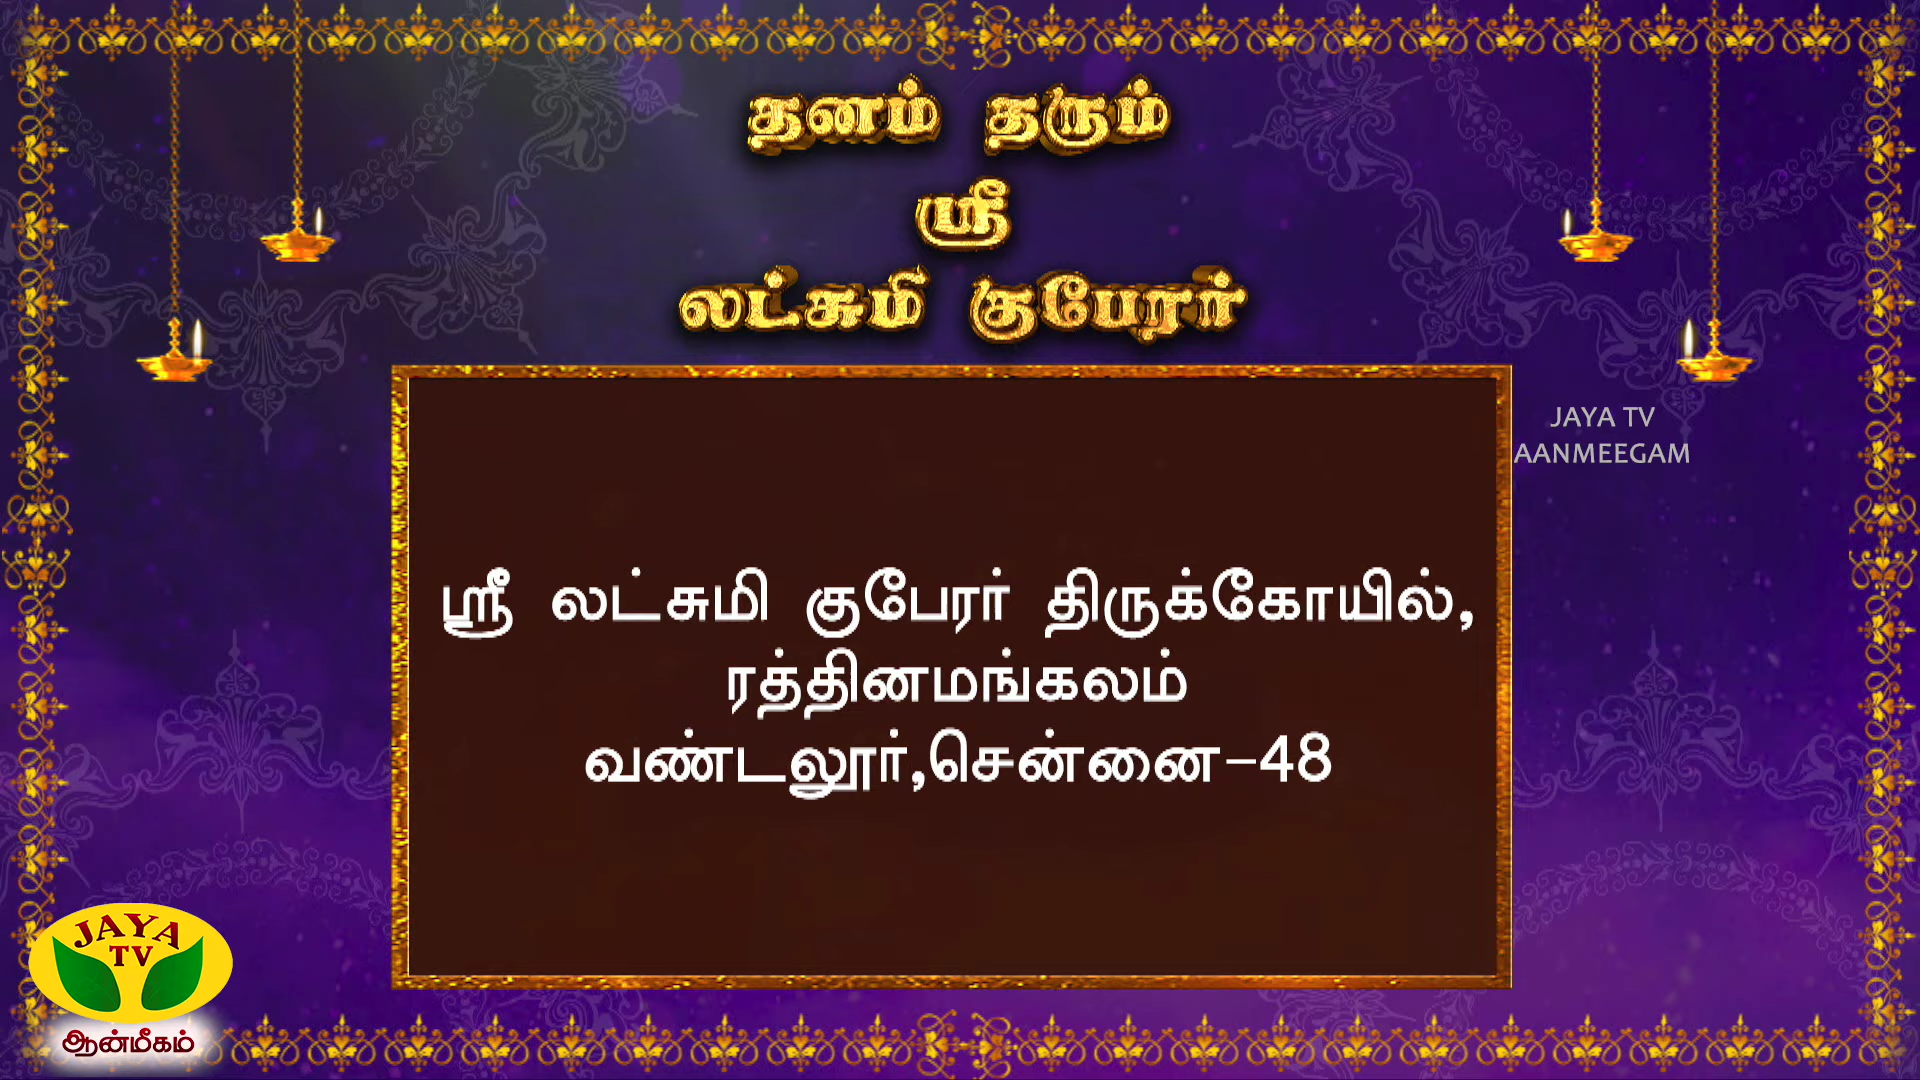 தனம் தரும்
ஸ்ரீ
லட்சுமி குபேரர்
JAYA TV
AANMEEGAM
ஸ்ரீ லட்சுமி குபேரர் திருக்கோயில்,
ரத்தினமங்கலம்
வண்டலூர்,சென்னை-48
JAYA
TV
ஆன்மீகம்